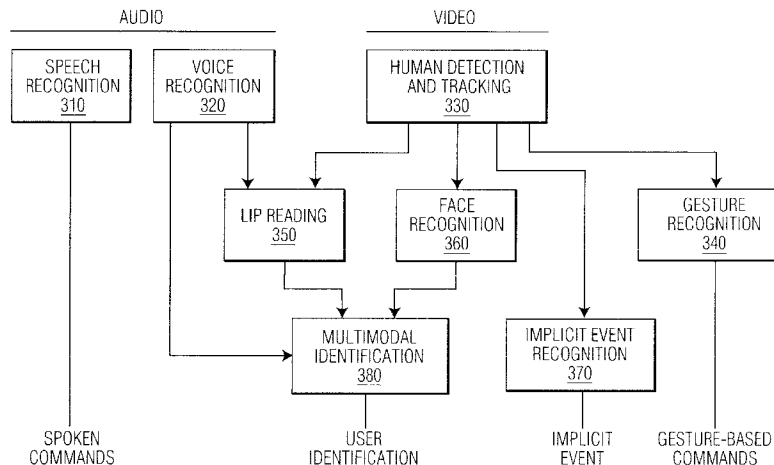 AUDIO
VIDEO
SPEECH
RECOGNITION
310
VOICE
RECOGNITION
320
HUMAN DETECTION
AND TRACKING
330
LIP READING
350
FACE
RECOGNITION
360
GESTURE
RECOGNITION
340
MULTIMODAL
IDENTIFICATION
380
IMPLICIT EVENT
RECOGNITION
370
SPOKEN
COMMANDS
USER
IDENTIFICATION
IMPLICIT
EVENT
GESTURE-BASED
COMMANDS